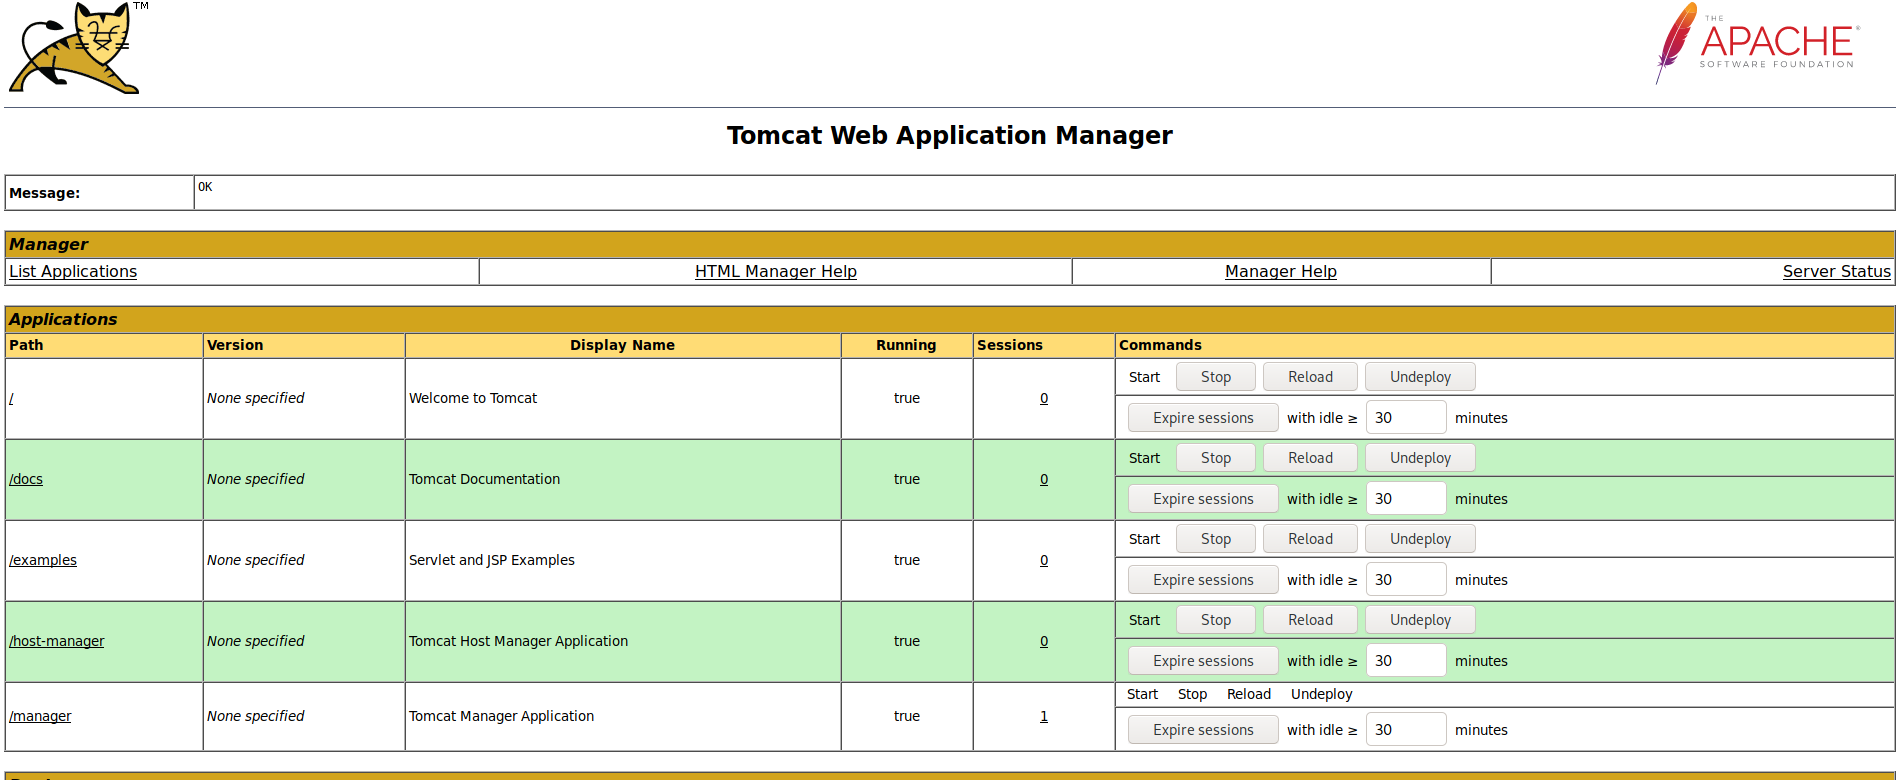 TM
THE
APACHE®
SOFTWARE FOUNDATION
Tomcat Web Application Manager
Message: OK
Manager
List Applications HTML Manager Help Manager Help Server Status
Applications
Path Version Display Name Running Sessions Commands
/ None specified Welcome to Tomcat true 0 Start Stop Reload Undeploy
Expire sessions with idle ≥ 30 minutes
/docs None specified Tomcat Documentation true 0 Start Stop Reload Undeploy
Expire sessions with idle ≥ 30 minutes
/examples None specified Servlet and JSP Examples true 0 Start Stop Reload Undeploy
Expire sessions with idle ≥ 30 minutes
/host-manager None specified Tomcat Host Manager Application true 0 Start Stop Reload Undeploy
Expire sessions with idle ≥ 30 minutes
/manager None specified Tomcat Manager Application true 1 Start Stop Reload Undeploy
Expire sessions with idle ≥ 30 minutes